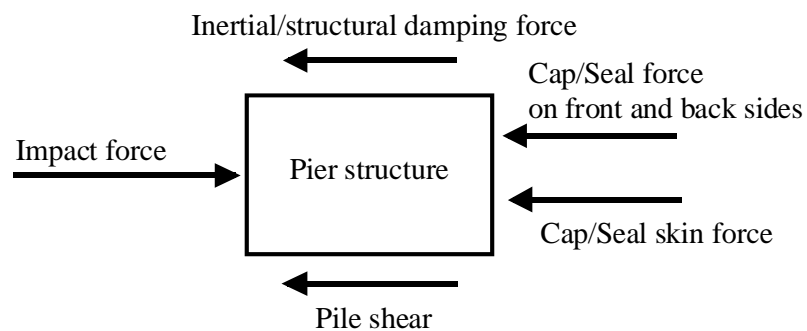 Inertial/structural damping force
Cap/Seal force
on front and back sides
Impact force
Pier structure
Cap/Seal skin force
Pile shear